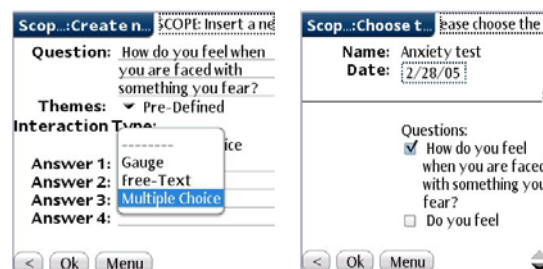 Scop...:Create n... SCOPE: Insert a ne
Question: How do you feel when
you are faced with
something you fear?
Themes: Pre-Defined
Interaction Type:
--------
ice
Gauge
Free-Text
Multiple Choice
Answer 1:
Answer 2:
Answer 3:
Answer 4:
< Ok Menu
Scop...:Choose t... ease choose the
Name: Anxiety test
Date: 2/28/05
Questions:
How do you feel
when you are faced
with something you
fear?
Do you feel
< Ok Menu